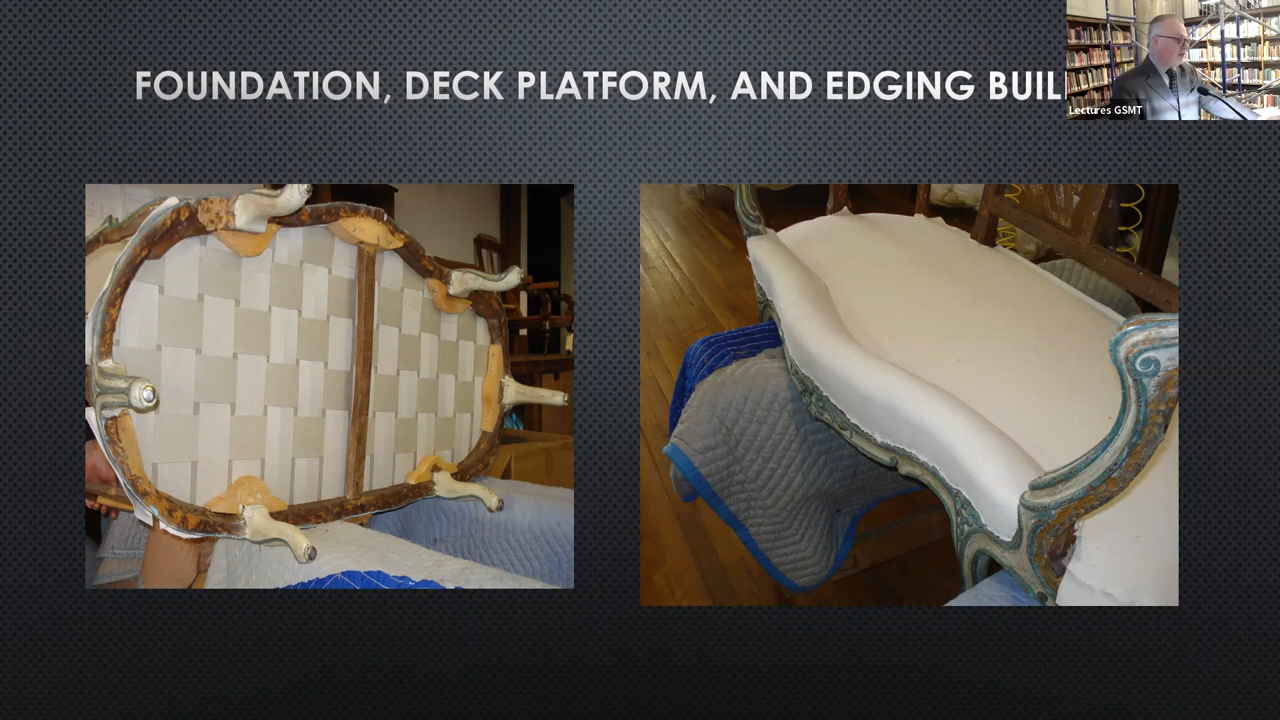 FOUNDATION, DECK PLATFORM, AND EDGING BUIL
Lectures GSMT